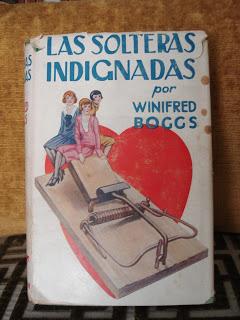 LAS SOLTERAS
INDIGNADAS
por
WINIFRED
BOGGS